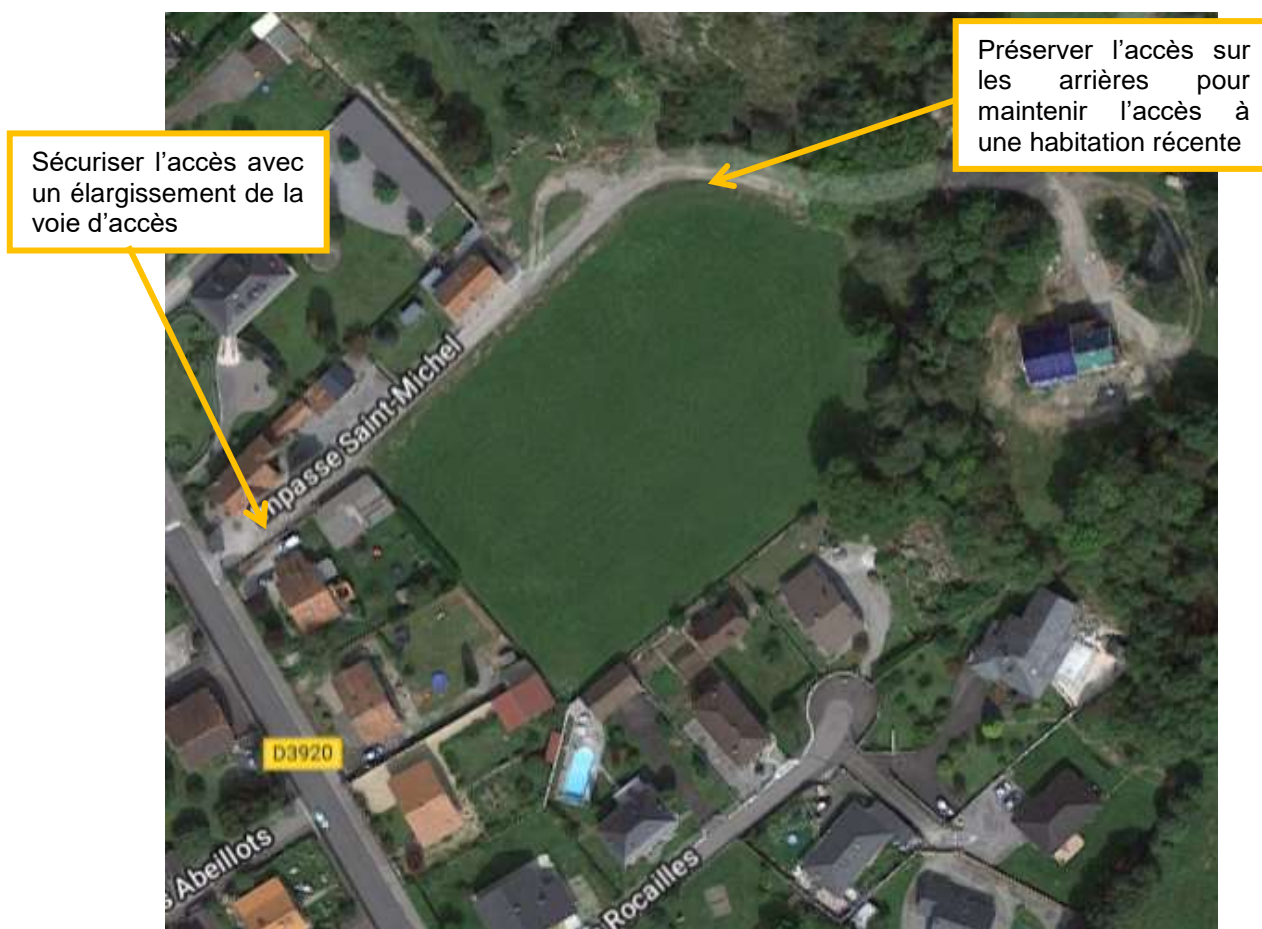 Préserver l’accès sur
les arrières pour
maintenir l’accès à
une habitation récente
Sécuriser l’accès avec
un élargissement de la
voie d’accès
mpasse Saint-Michel
D3920
s Abeillots
Rocailles